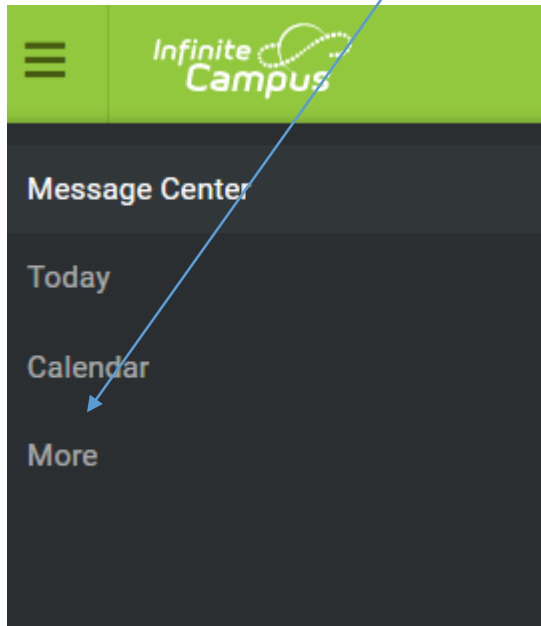 Infinite
Campus
Message Center
Today
Calendar
More